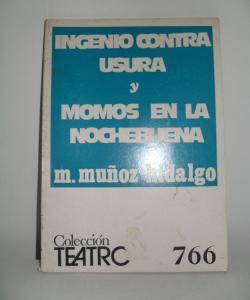 INGENIO CONTRA
USURA
y
MOMOS EN LA
NOCHEBUENA
m. muñoz hidalgo
Colección
TEATRO 766